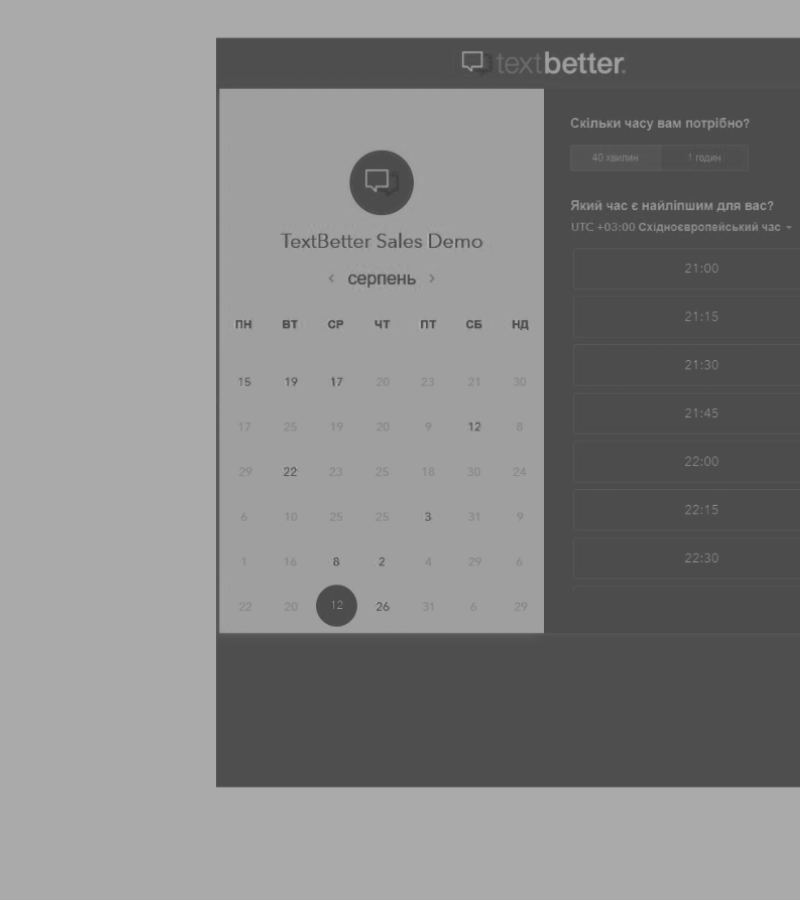 textbetter.
TextBetter Sales Demo
‹ серпень ›
ПН ВТ СР ЧТ ПТ СБ НД
15 19 17 20 23 21 30
17 25 19 20 9 12 8
29 22 23 25 18 30 24
6 10 25 25 3 31 9
1 16 8 2 4 29 6
22 20 12 26 31 6 29
Скільки часу вам потрібно?
40 хвилин 1 годин
Який час є найліпшим для вас?
UTC +03:00 Східноєвропейський час
21:00
21:15
21:30
21:45
22:00
22:15
22:30